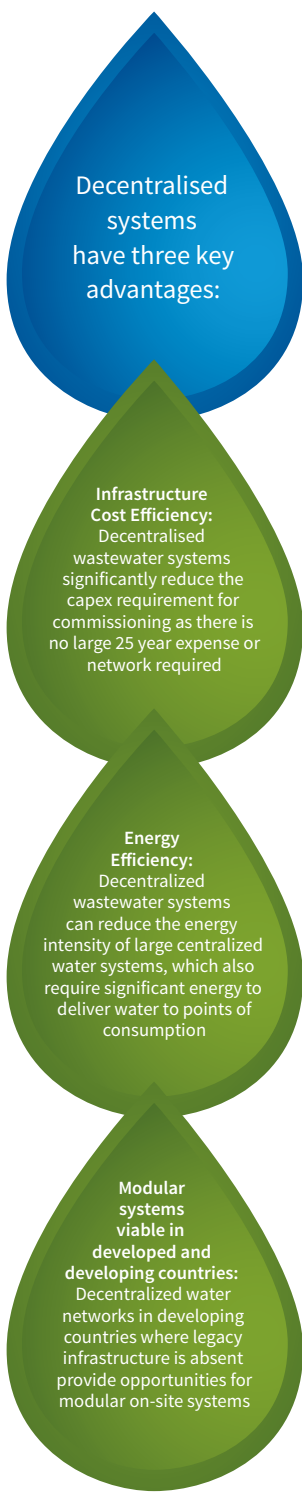 Decentralised
systems
have three key
advantages:
Infrastructure
Cost Efficiency:
Decentralised
wastewater systems
significantly reduce the
capex requirement for
commissioning as there is
no large 25 year expense or
network required
Energy
Efficiency:
Decentralized
wastewater systems
can reduce the energy
intensity of large centralized
water systems, which also
require significant energy to
deliver water to points of
consumption
Modular
systems
viable in
developed and
developing countries:
Decentralized water
networks in developing
countries where legacy
infrastructure is absent
provide opportunities for
modular on-site systems